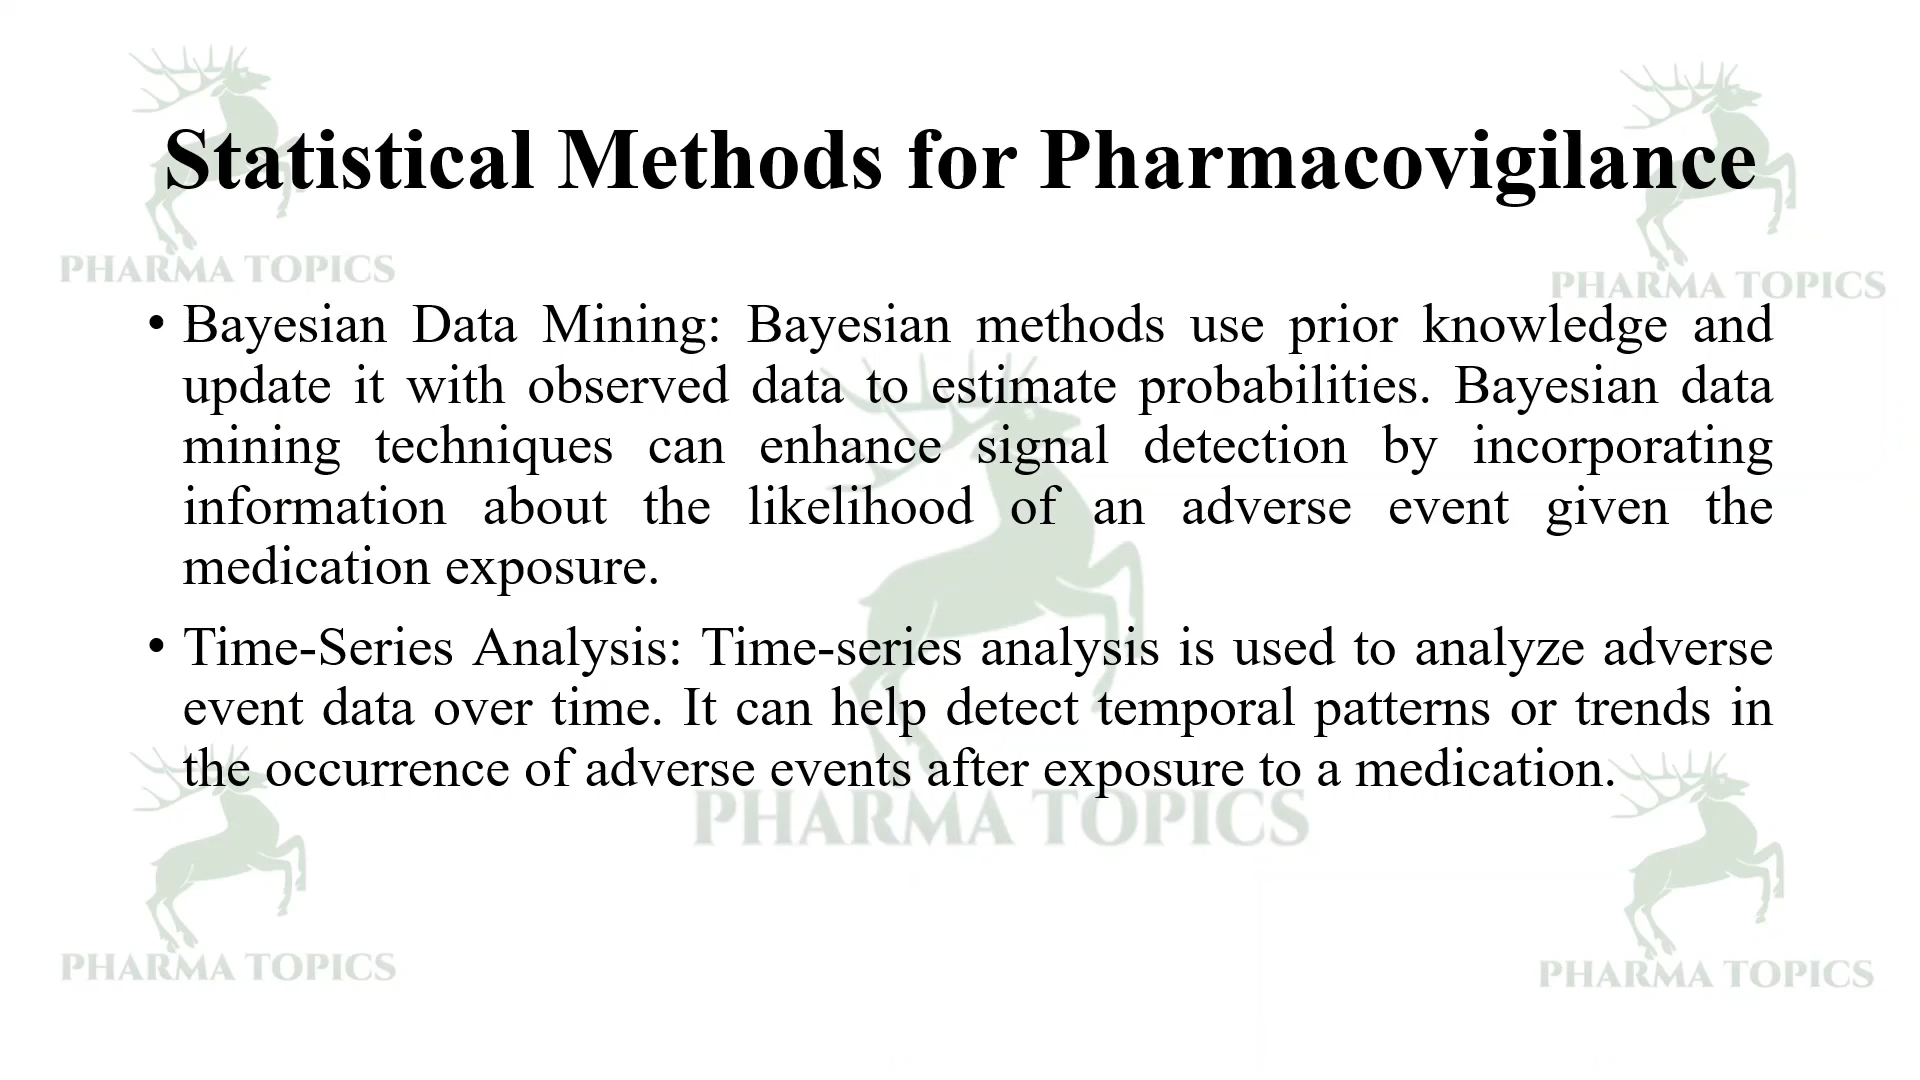 Statistical Methods for Pharmacovigilance
PHARMA TOPICS
PHARMA TOPICS
• Bayesian Data Mining: Bayesian methods use prior knowledge and
update it with observed data to estimate probabilities. Bayesian data
mining techniques can enhance signal detection by incorporating
information about the likelihood of an adverse event given the
medication exposure.
• Time-Series Analysis: Time-series analysis is used to analyze adverse
event data over time. It can help detect temporal patterns or trends in
the occurrence of adverse events after exposure to a medication.
PHARMA TOPICS
PHARMA TOPICS
PHARMA TOPICS